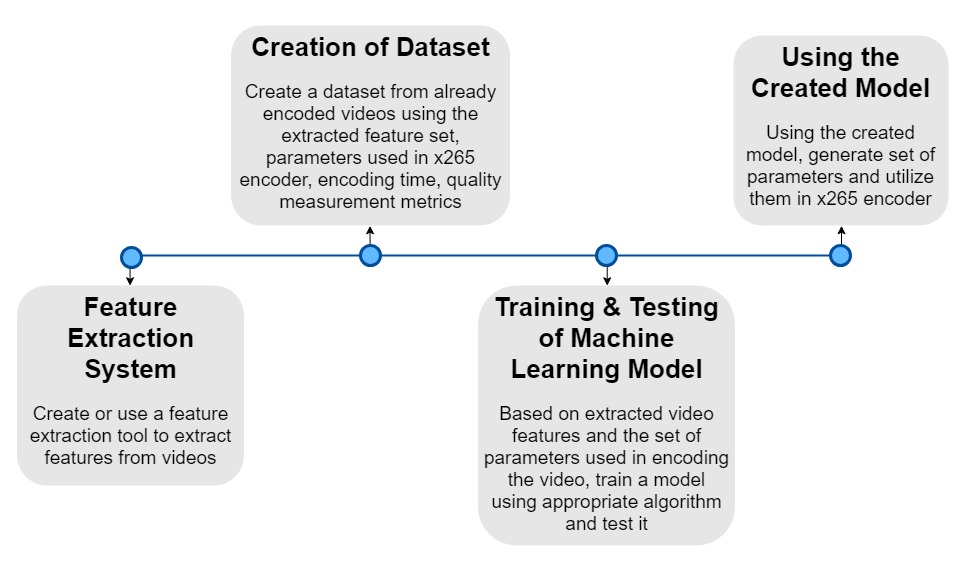 Feature
Extraction
System
Create or use a feature
extraction tool to extract
features from videos
Creation of Dataset
Create a dataset from already
encoded videos using the
extracted feature set,
parameters used in x265
encoder, encoding time, quality
measurement metrics
Training & Testing
of Machine
Learning Model
Based on extracted video
features and the set of
parameters used in encoding
the video, train a model
using appropriate algorithm
and test it
Using the
Created Model
Using the created
model, generate set of
parameters and utilize
them in x265 encoder